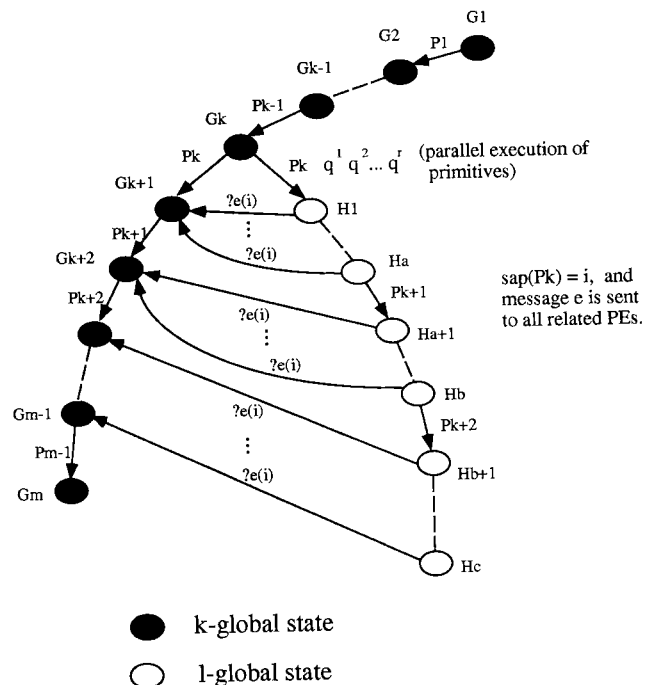 G1
G2
P1
Gk-1
Pk-1
Gk
Pk
Pk q¹ q² ... qʳ (parallel execution of
primitives)
Gk+1
?e(i)
H1
⋮
Pk+1
?e(i)
Gk+2
Ha
Pk+1
sap(Pk) = i, and
message e is sent
to all related PEs.
Pk+2
?e(i)
Ha+1
⋮
?e(i)
Hb
Gm-1
?e(i)
Pk+2
Pm-1
⋮
Hb+1
?e(i)
Gm
Hc
k-global state
l-global state